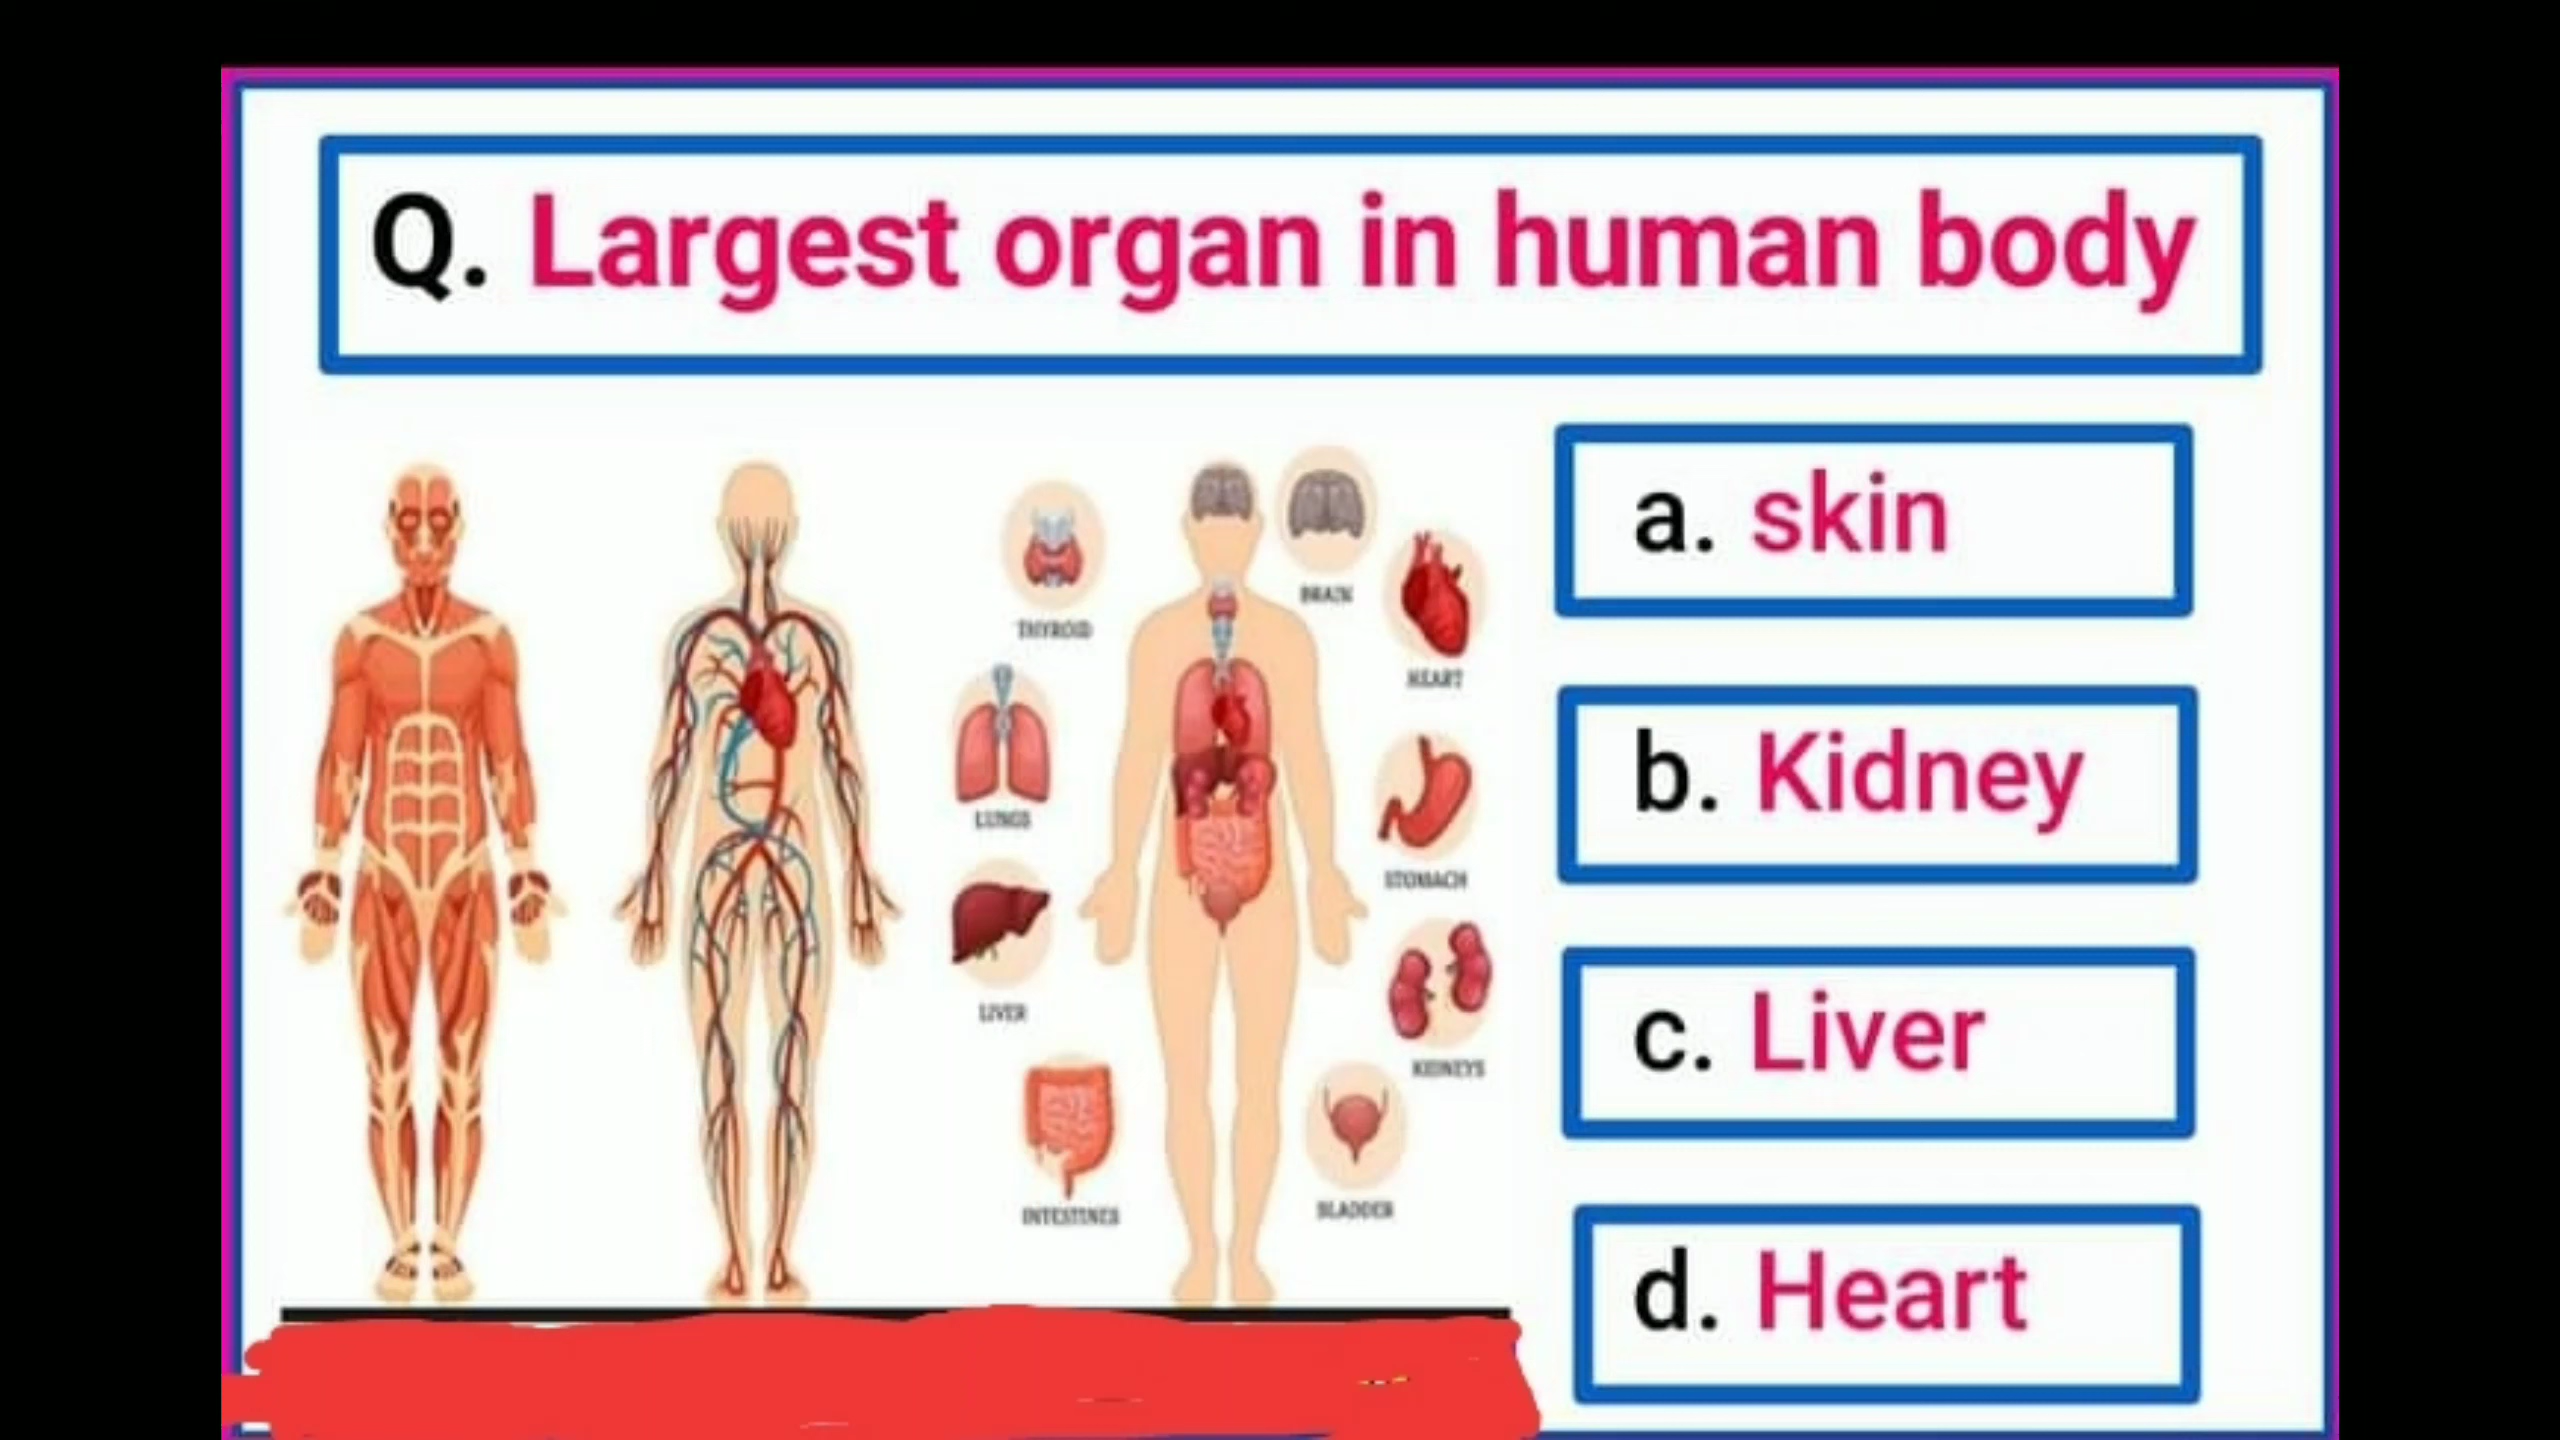 Q. Largest organ in human body
a. skin
b. Kidney
c. Liver
d. Heart
THYROID
BRAIN
HEART
LUNGS
STOMACH
LIVER
KIDNEYS
INTESTINES
BLADDER